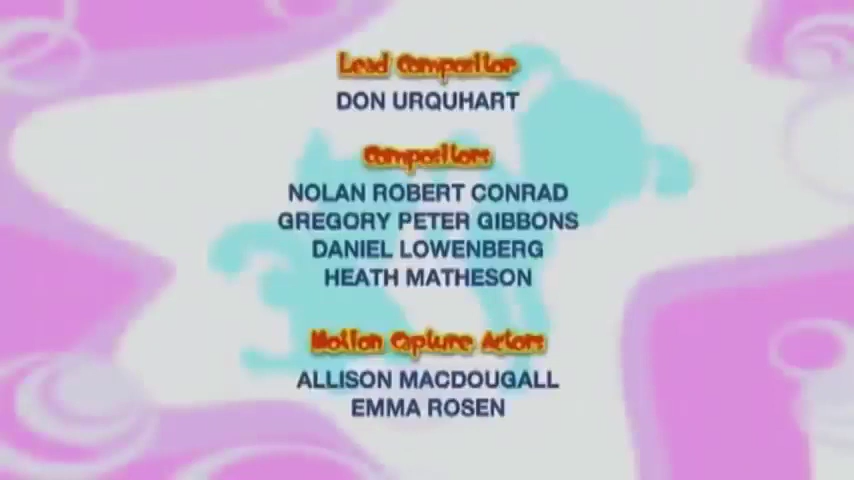 Lead Compositor
DON URQUHART
Compositors
NOLAN ROBERT CONRAD
GREGORY PETER GIBBONS
DANIEL LOWENBERG
HEATH MATHESON
Motion Capture Actors
ALLISON MACDOUGALL
EMMA ROSEN